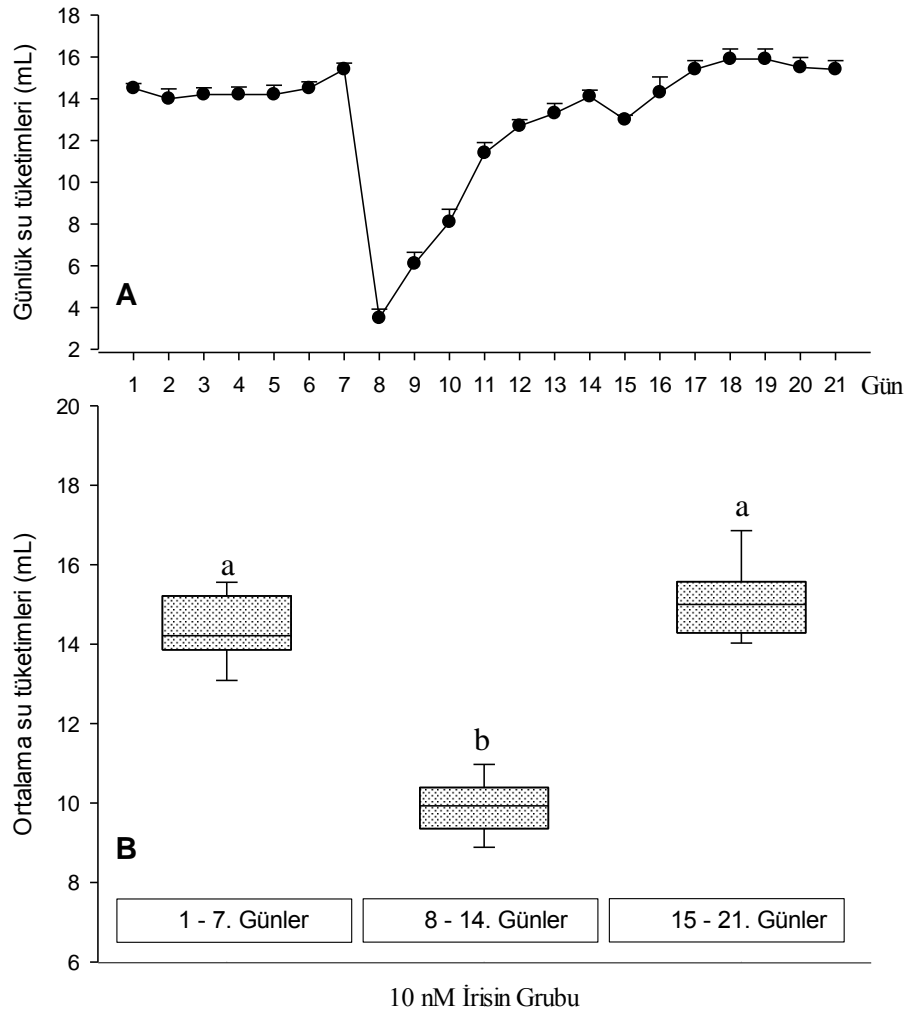 Günlük su tüketimleri (mL)
18
16
14
12
10
8
6
4
2
A
1 2 3 4 5 6 7 8 9 10 11 12 13 14 15 16 17 18 19 20 21 Gün
Ortalama su tüketimleri (mL)
20
18
16
14
12
10
8
6
a
b
a
B
1 - 7. Günler
8 - 14. Günler
15 - 21. Günler
10 nM İrisin Grubu